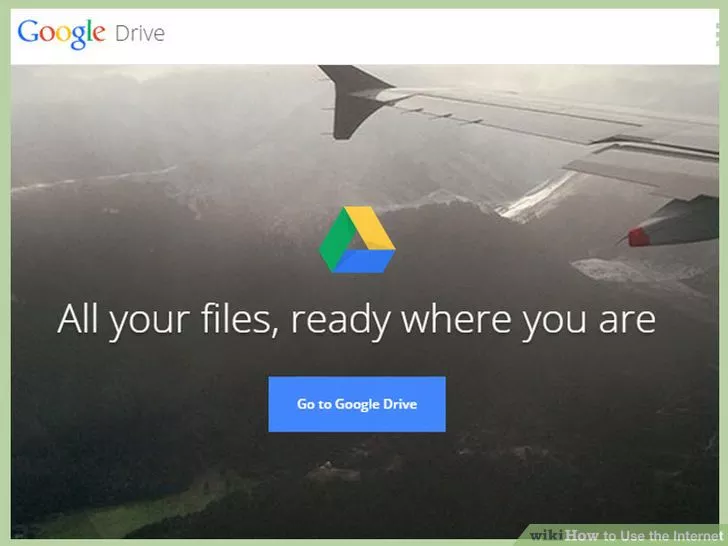 Google Drive
All your files, ready where you are
Go to Google Drive
wikiHow to Use the Internet